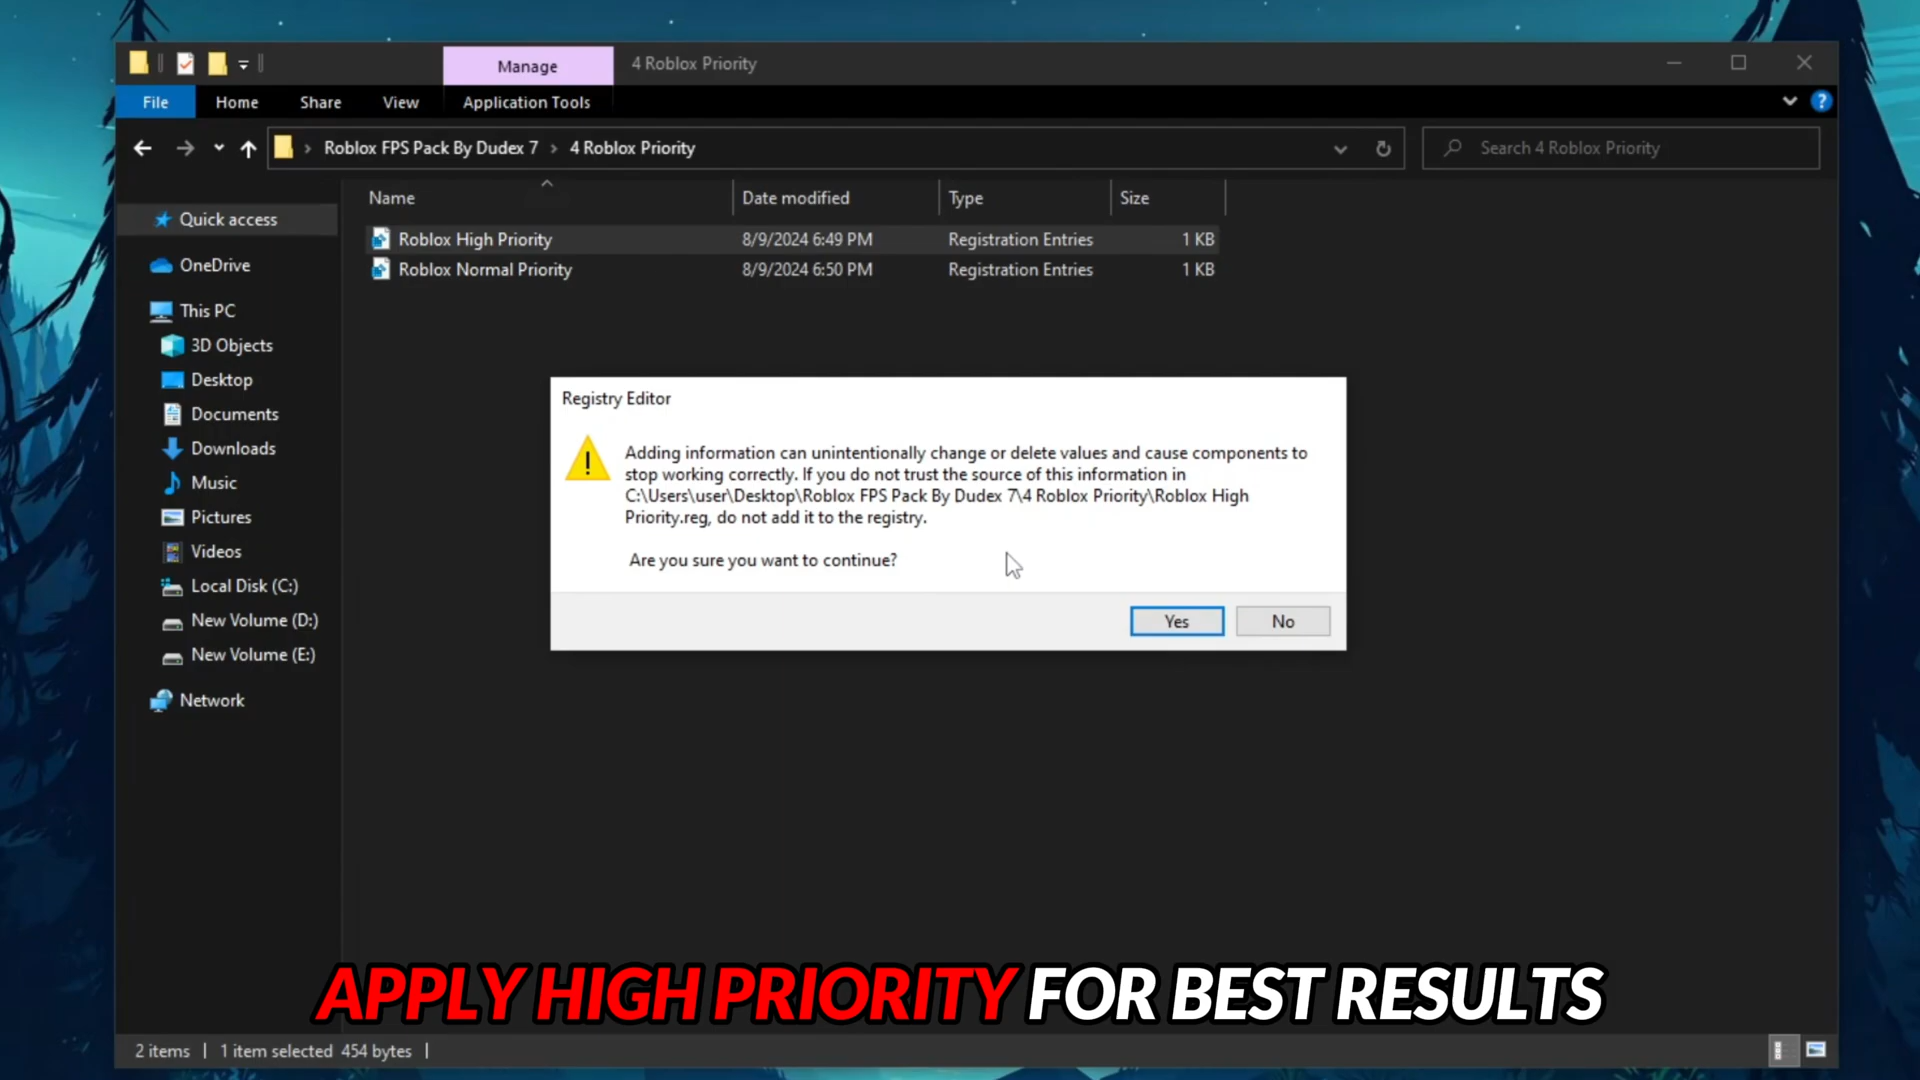 Manage
4 Roblox Priority
File
Home
Share
View
Application Tools
?
Roblox FPS Pack By Dudex 7
4 Roblox Priority
Search 4 Roblox Priority
Name
Date modified
Type
Size
Quick access
OneDrive
This PC
3D Objects
Desktop
Documents
Downloads
Music
Pictures
Videos
Local Disk (C:)
New Volume (D:)
New Volume (E:)
Network
Roblox High Priority 8/9/2024 6:49 PM Registration Entries 1 KB
Roblox Normal Priority 8/9/2024 6:50 PM Registration Entries 1 KB
Registry Editor
Adding information can unintentionally change or delete values and cause components to
stop working correctly. If you do not trust the source of this information in
C:\Users\user\Desktop\Roblox FPS Pack By Dudex 7\4 Roblox Priority\Roblox High
Priority.reg, do not add it to the registry.
Are you sure you want to continue?
Yes
No
APPLY HIGH PRIORITY FOR BEST RESULTS
2 items
1 item selected 454 bytes